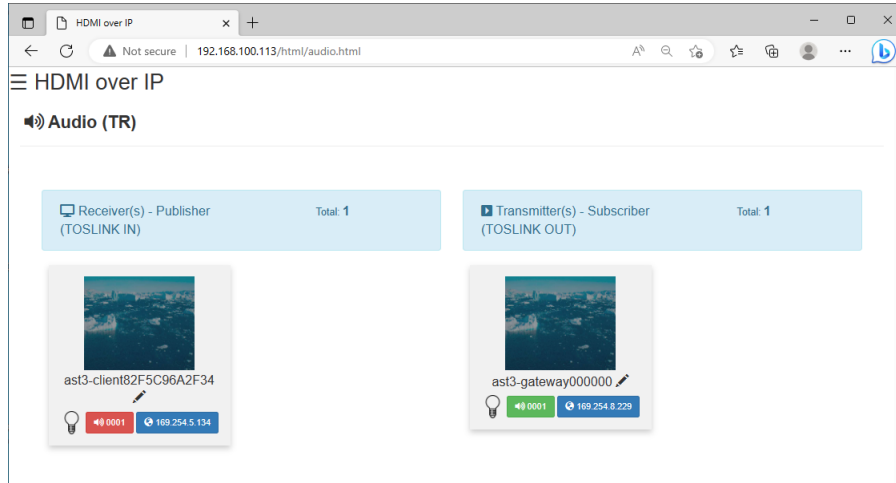 HDMI over IP
Not secure | 192.168.100.113/html/audio.html
☰ HDMI over IP
Audio (TR)
Receiver(s) - Publisher
(TOSLINK IN)
Total: 1
Transmitter(s) - Subscriber
(TOSLINK OUT)
Total: 1
ast3-client82F5C96A2F34
0001
169.254.5.134
ast3-gateway000000
0001
169.254.8.229